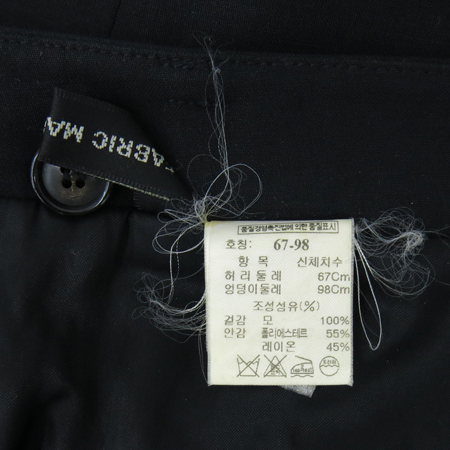 FABRIC MA
품질경영촉진법에 의한 품질표시
호칭: 67-98
항 목 신체치수
허리둘레 67Cm
엉덩이둘레 98Cm
조성섬유(%)
겉감 모 100%
안감 폴리에스테르 55%
레이온 45%